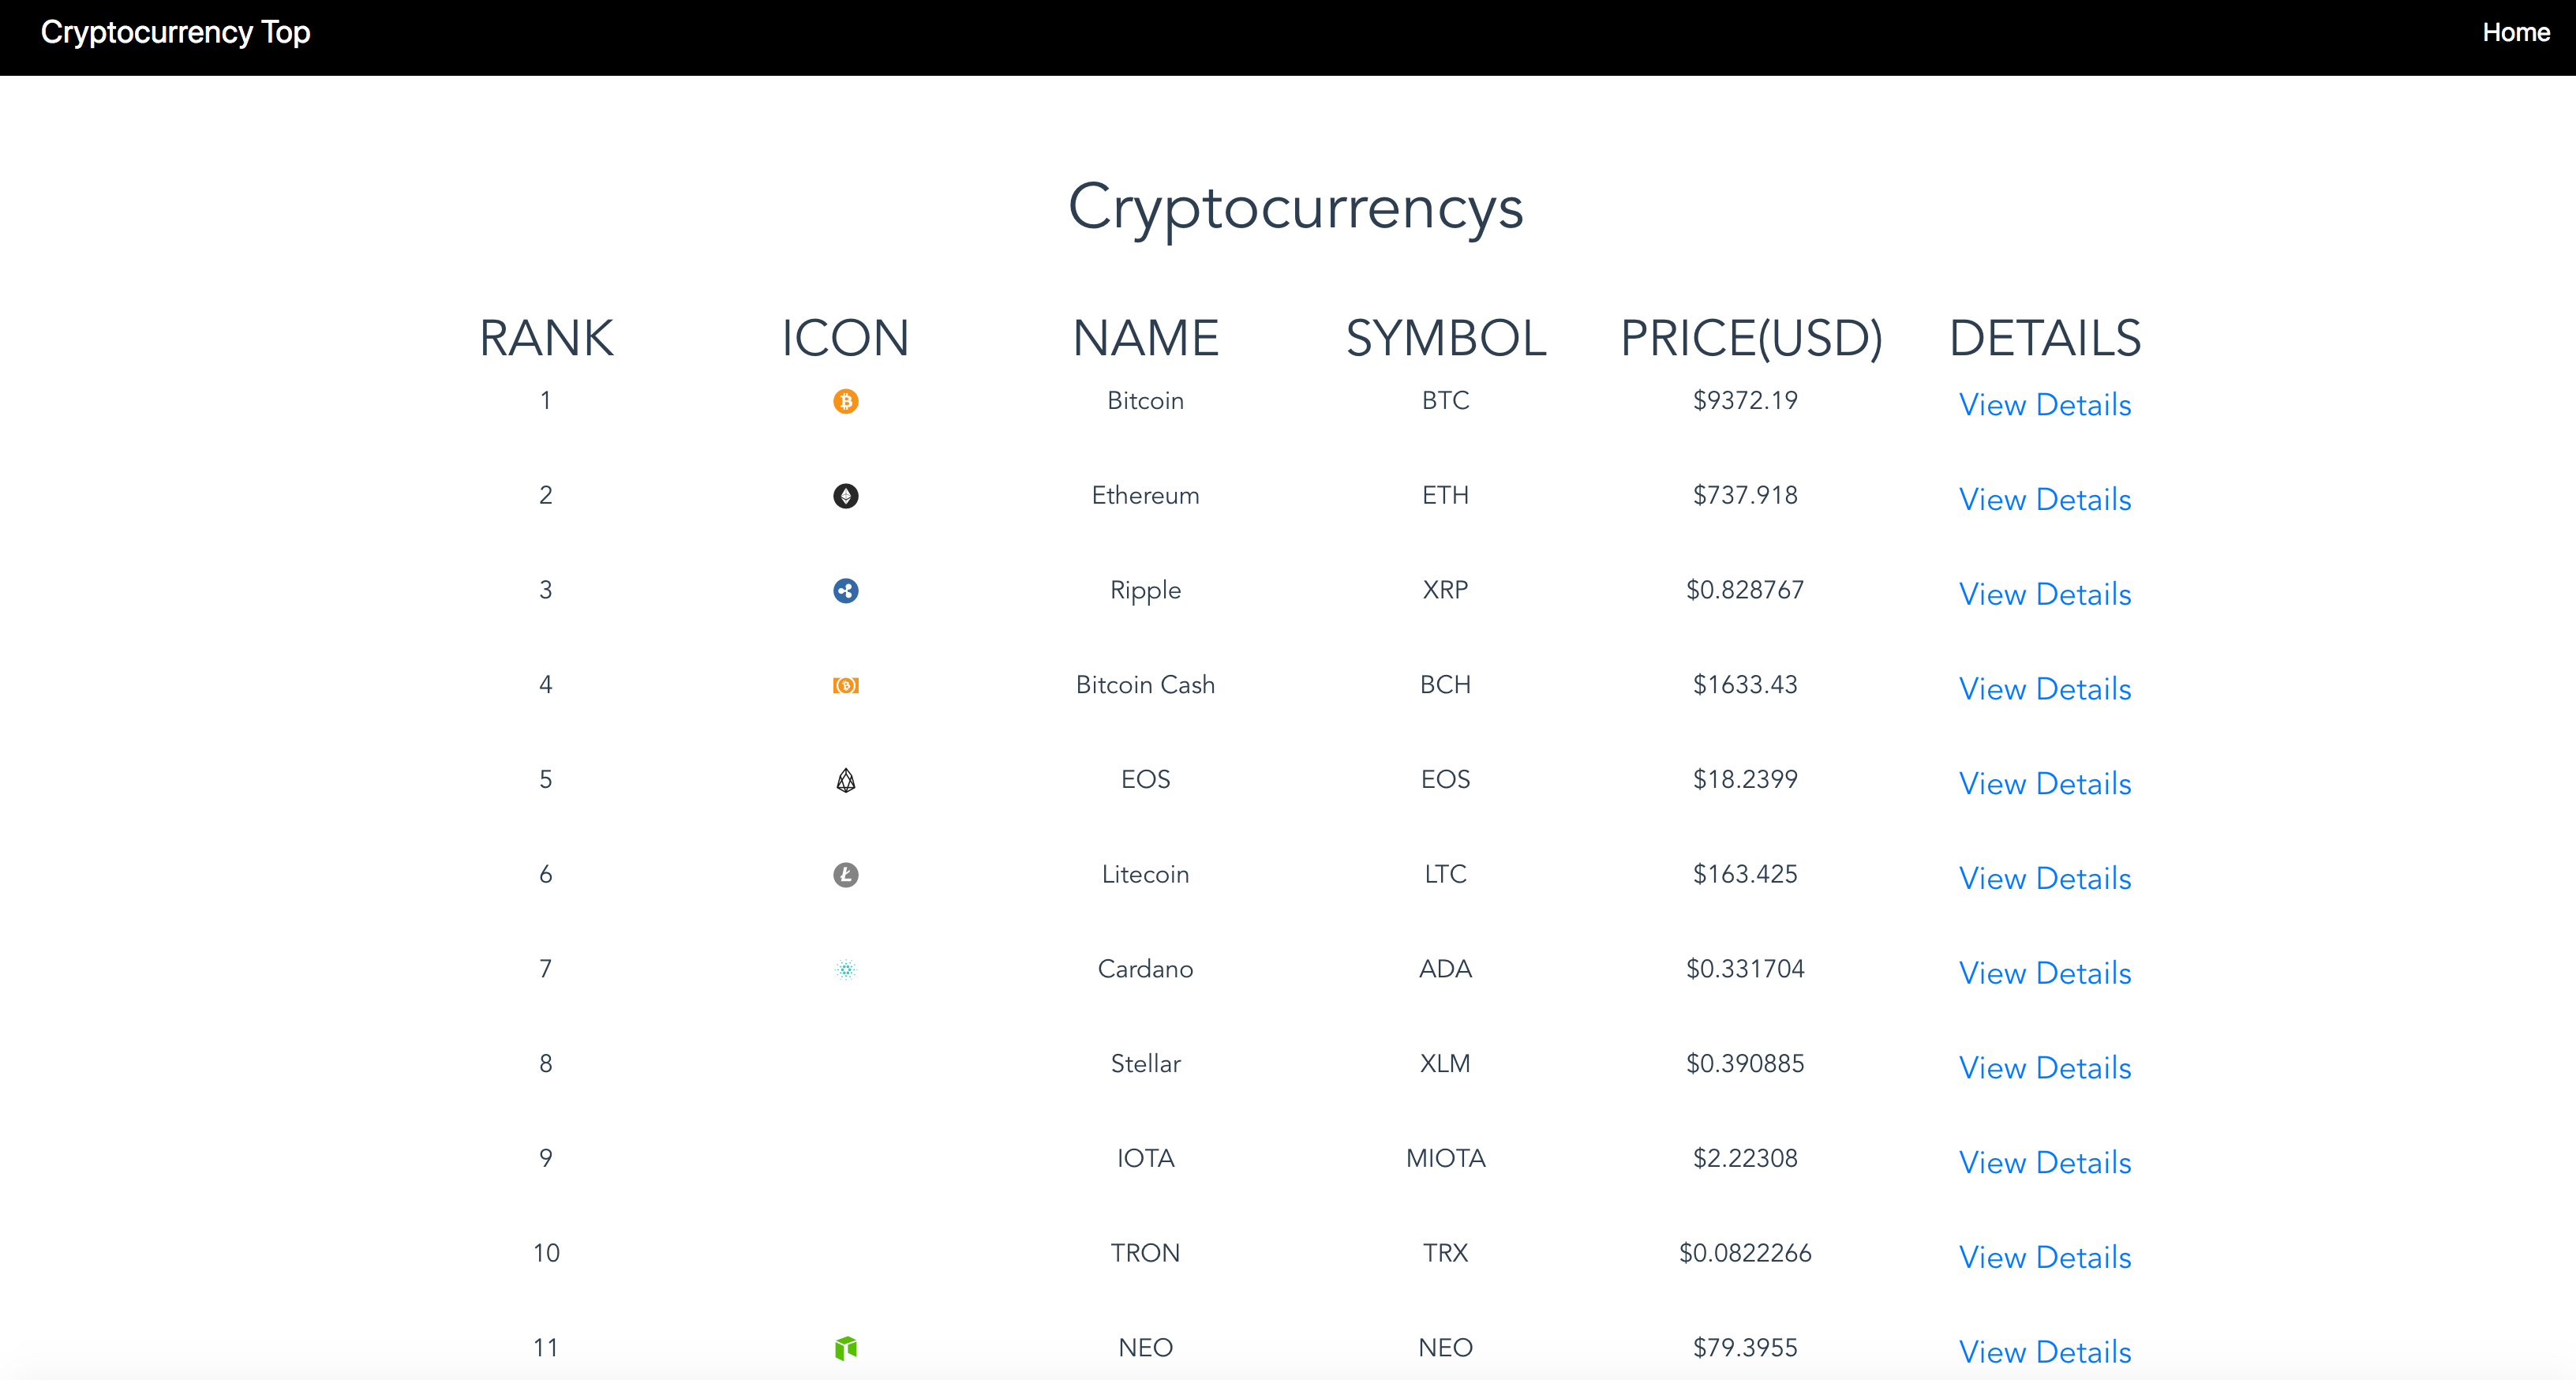 Cryptocurrency Top Home
Cryptocurrencys
RANK ICON NAME SYMBOL PRICE(USD) DETAILS
1 Bitcoin BTC $9372.19 View Details
2 Ethereum ETH $737.918 View Details
3 Ripple XRP $0.828767 View Details
4 Bitcoin Cash BCH $1633.43 View Details
5 EOS EOS $18.2399 View Details
6 Litecoin LTC $163.425 View Details
7 Cardano ADA $0.331704 View Details
8 Stellar XLM $0.390885 View Details
9 IOTA MIOTA $2.22308 View Details
10 TRON TRX $0.0822266 View Details
11 NEO NEO $79.3955 View Details